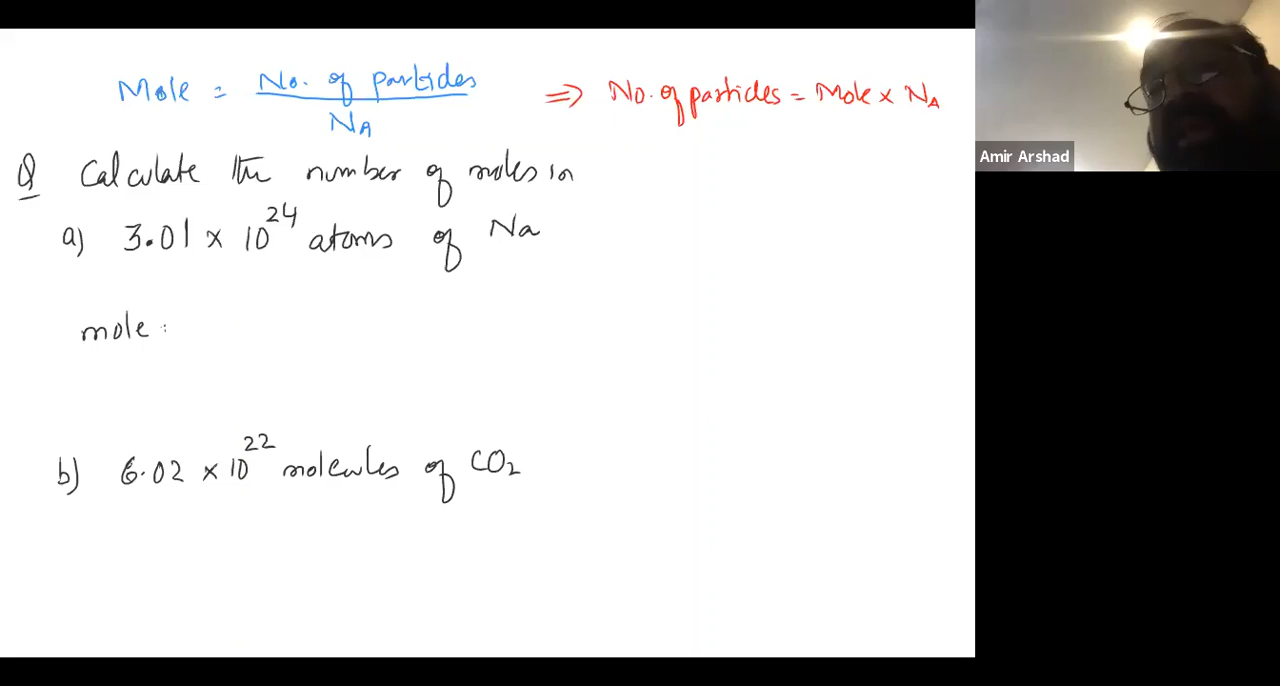 Mole = No. of particles / NA ⇒ No. of particles = Mole × NA
Q Calculate the number of moles in
a) 3.01 × 10^24 atoms of Na
mole :
b) 6.02 × 10^22 molecules of CO2
Amir Arshad